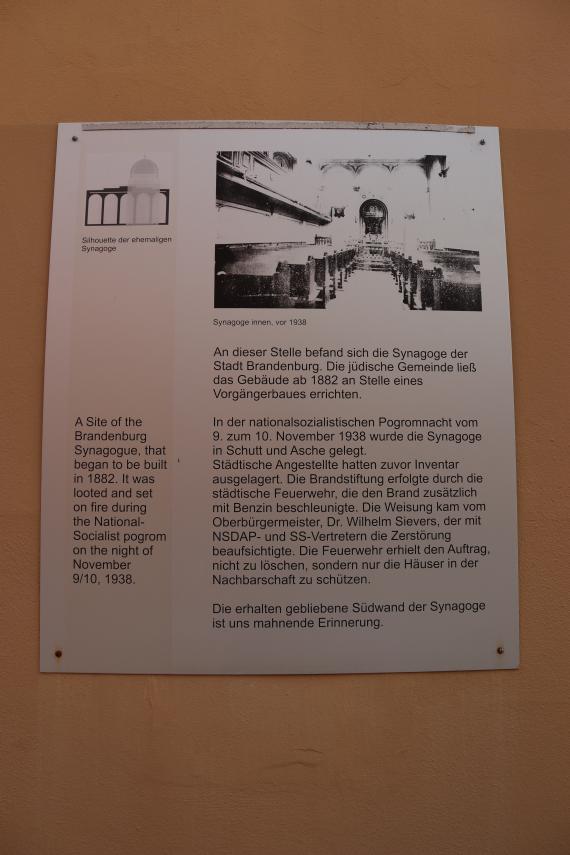 Silhouette der ehemaligen
Synagoge
A Site of the
Brandenburg
Synagogue, that
began to be built
in 1882. It was
looted and set
on fire during
the National-
Socialist pogrom
on the night of
November
9/10, 1938.
Synagoge innen, vor 1938
An dieser Stelle befand sich die Synagoge der
Stadt Brandenburg. Die jüdische Gemeinde ließ
das Gebäude ab 1882 an Stelle eines
Vorgängerbaues errichten.
In der nationalsozialistischen Pogromnacht vom
9. zum 10. November 1938 wurde die Synagoge
in Schutt und Asche gelegt.
Städtische Angestellte hatten zuvor Inventar
ausgelagert. Die Brandstiftung erfolgte durch die
städtische Feuerwehr, die den Brand zusätzlich
mit Benzin beschleunigte. Die Weisung kam vom
Oberbürgermeister, Dr. Wilhelm Sievers, der mit
NSDAP- und SS-Vertretern die Zerstörung
beaufsichtigte. Die Feuerwehr erhielt den Auftrag,
nicht zu löschen, sondern nur die Häuser in der
Nachbarschaft zu schützen.
Die erhalten gebliebene Südwand der Synagoge
ist uns mahnende Erinnerung.